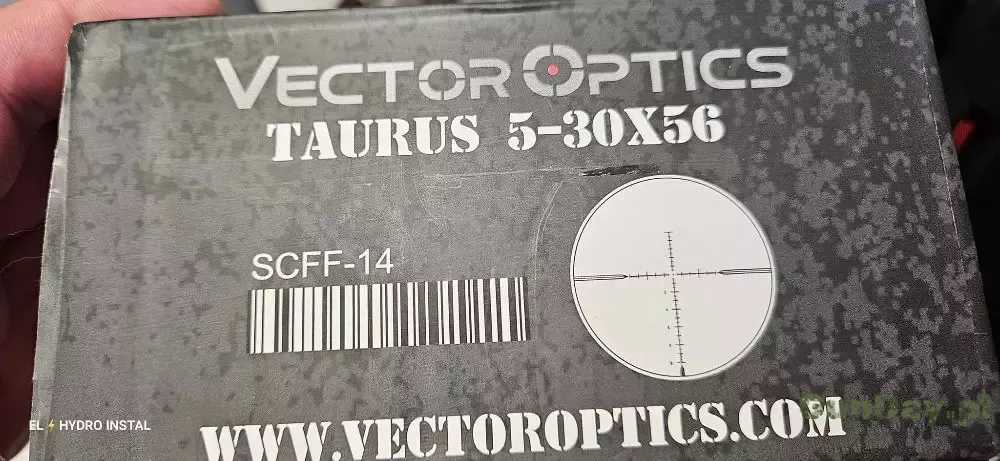 VECTOR OPTICS
TAURUS 5-30X56
SCFF-14
EL⚡HYDRO INSTAL
WWW.VECTOROPTICS.COM